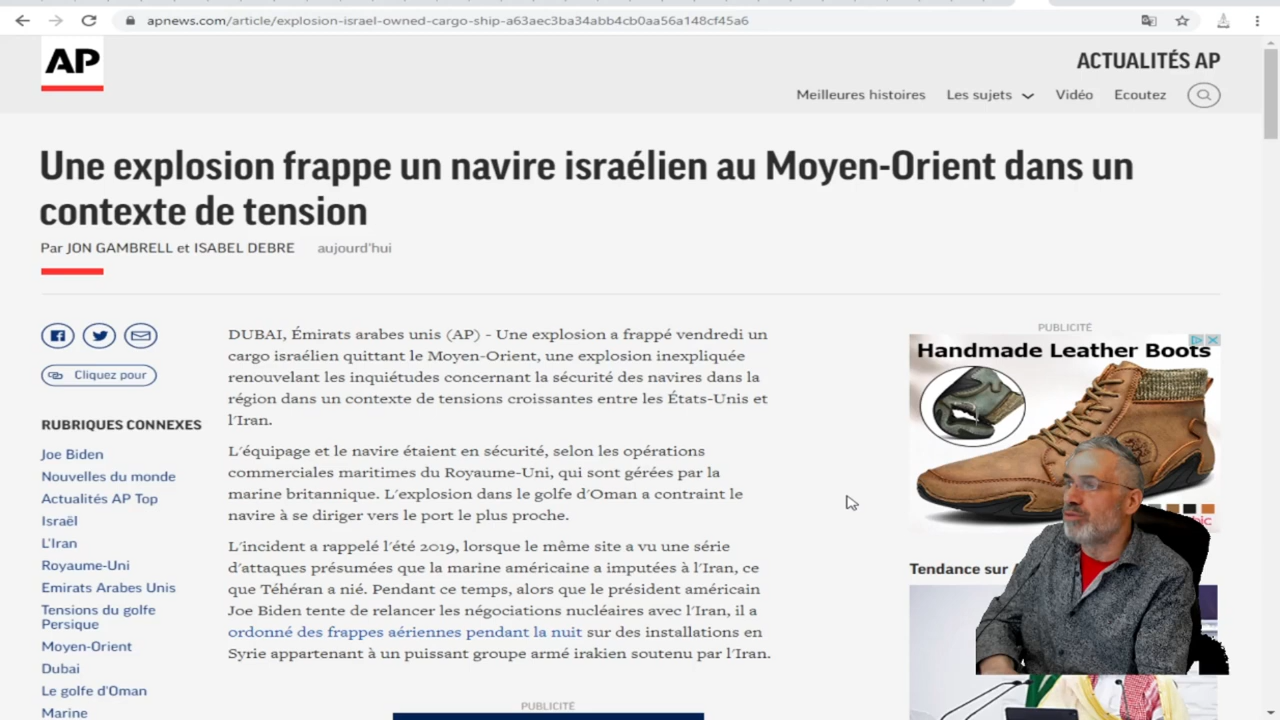 apnews.com/article/explosion-israel-owned-cargo-ship-a63aec3ba34abb4cb0aa56a148cf45a6
AP
ACTUALITÉS AP
Meilleures histoires
Les sujets
Vidéo
Ecoutez
Une explosion frappe un navire israélien au Moyen-Orient dans un
contexte de tension
Par JON GAMBRELL et ISABEL DEBRE aujourd'hui
Cliquez pour
RUBRIQUES CONNEXES
Joe Biden
Nouvelles du monde
Actualités AP Top
Israël
L'Iran
Royaume-Uni
Emirats Arabes Unis
Tensions du golfe
Persique
Moyen-Orient
Dubai
Le golfe d'Oman
Marine
DUBAI, Émirats arabes unis (AP) - Une explosion a frappé vendredi un
cargo israélien quittant le Moyen-Orient, une explosion inexpliquée
renouvelant les inquiétudes concernant la sécurité des navires dans la
région dans un contexte de tensions croissantes entre les États-Unis et
l'Iran.
L'équipage et le navire étaient en sécurité, selon les opérations
commerciales maritimes du Royaume-Uni, qui sont gérées par la
marine britannique. L'explosion dans le golfe d'Oman a contraint le
navire à se diriger vers le port le plus proche.
L'incident a rappelé l'été 2019, lorsque le même site a vu une série
d'attaques présumées que la marine américaine a imputées à l'Iran, ce
que Téhéran a nié. Pendant ce temps, alors que le président américain
Joe Biden tente de relancer les négociations nucléaires avec l'Iran, il a
ordonné des frappes aériennes pendant la nuit sur des installations en
Syrie appartenant à un puissant groupe armé irakien soutenu par l'Iran.
PUBLICITÉ
PUBLICITÉ
Handmade Leather Boots
Tendance sur